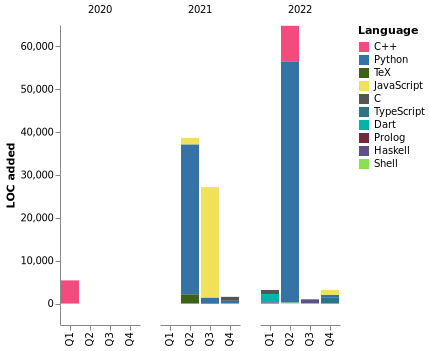 2020 2021 2022
LOC added
60,000
50,000
40,000
30,000
20,000
10,000
0
Q1 Q2 Q3 Q4 Q1 Q2 Q3 Q4 Q1 Q2 Q3 Q4
Language
C++
Python
TeX
JavaScript
C
TypeScript
Dart
Prolog
Haskell
Shell